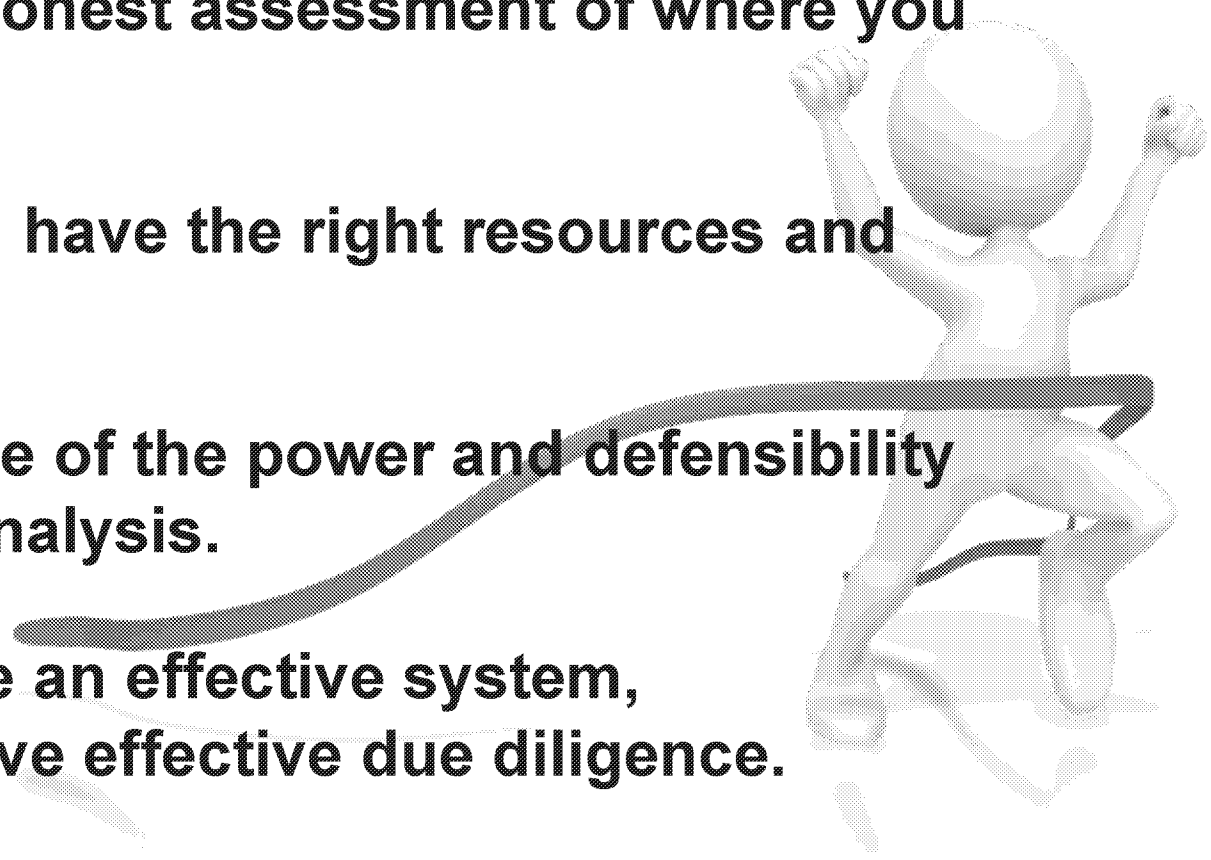 onest assessment of where you
have the right resources and
e of the power and defensibility
nalysis.
e an effective system,
ve effective due diligence.